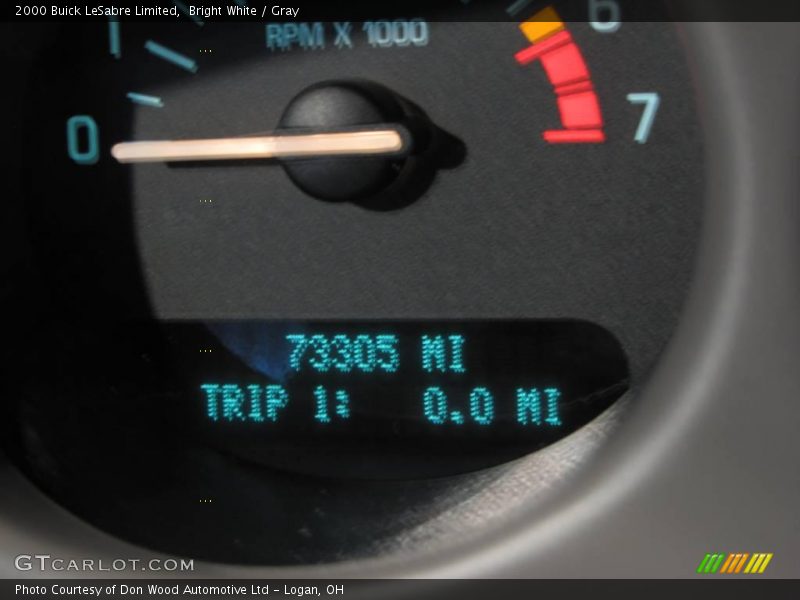 2000 Buick LeSabre Limited, Bright White / Gray
RPM X 1000
6
0
7
73305 MI
TRIP 1: 0.0 MI
GTCARLOT.COM
Photo Courtesy of Don Wood Automotive Ltd - Logan, OH